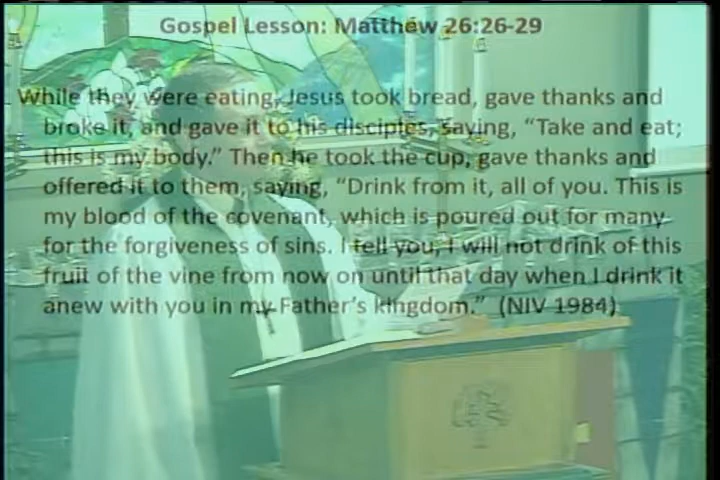 Gospel Lesson: Matthew 26:26-29
While they were eating, Jesus took bread, gave thanks and
broke it, and gave it to his disciples, saying, “Take and eat;
this is my body.” Then he took the cup, gave thanks and
offered it to them, saying, “Drink from it, all of you. This is
my blood of the covenant, which is poured out for many
for the forgiveness of sins. I tell you, I will not drink of this
fruit of the vine from now on until that day when I drink it
anew with you in my Father’s kingdom.” (NIV 1984)